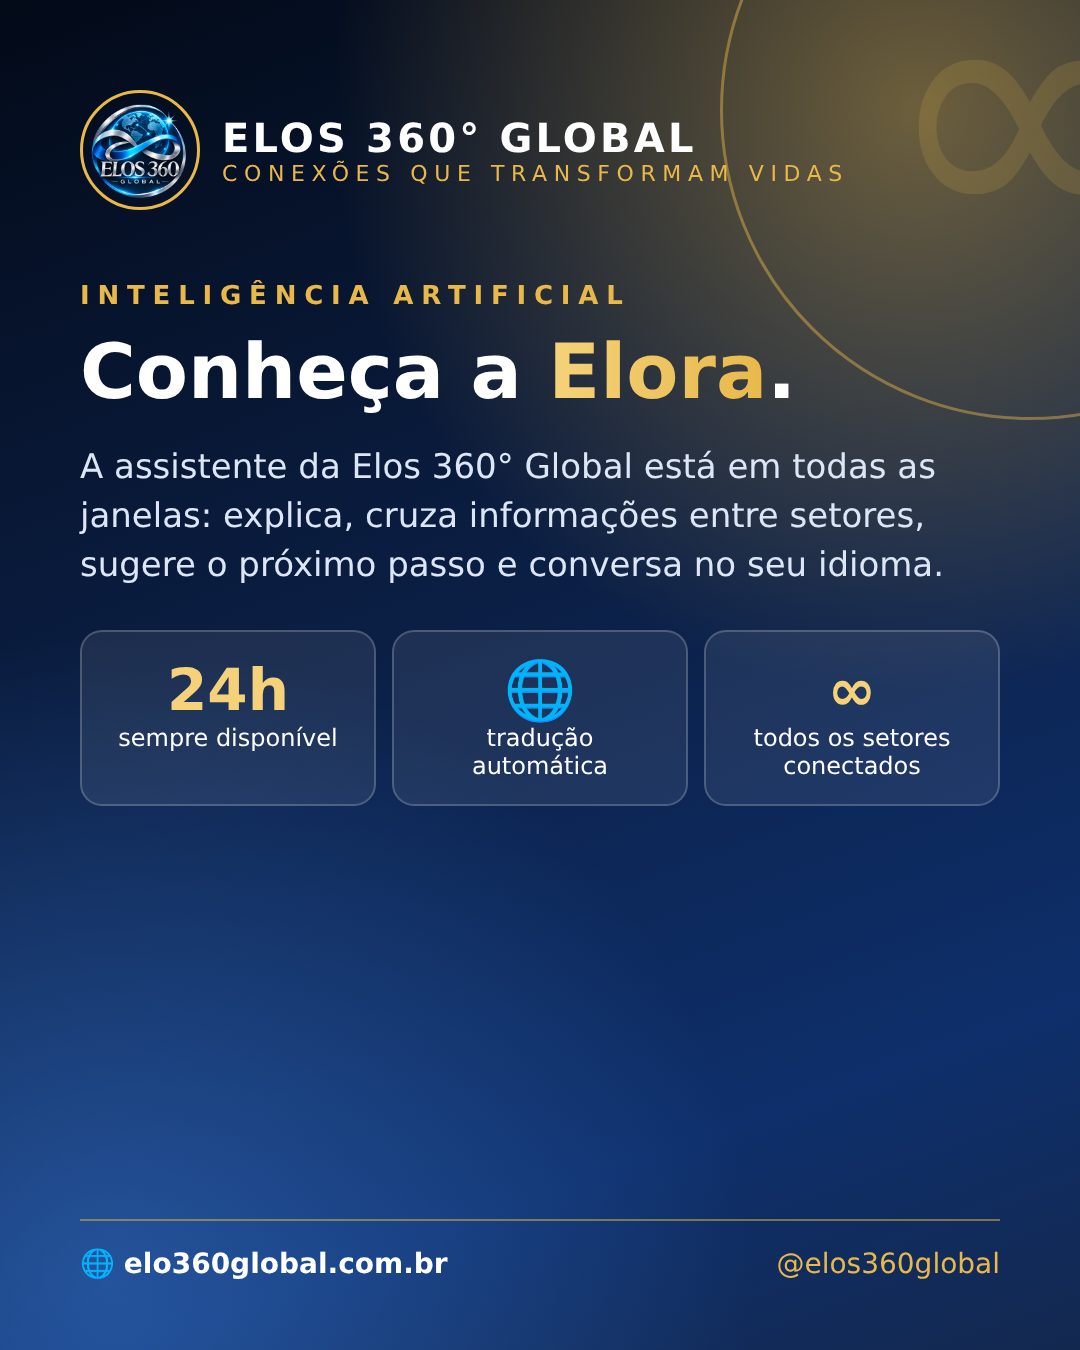 ELOS 360
GLOBAL
ELOS 360° GLOBAL
CONEXÕES QUE TRANSFORMAM VIDAS
INTELIGÊNCIA ARTIFICIAL
Conheça a Elora.
A assistente da Elos 360° Global está em todas as
janelas: explica, cruza informações entre setores,
sugere o próximo passo e conversa no seu idioma.
24h
sempre disponível
tradução
automática
∞
todos os setores
conectados
elo360global.com.br
@elos360global